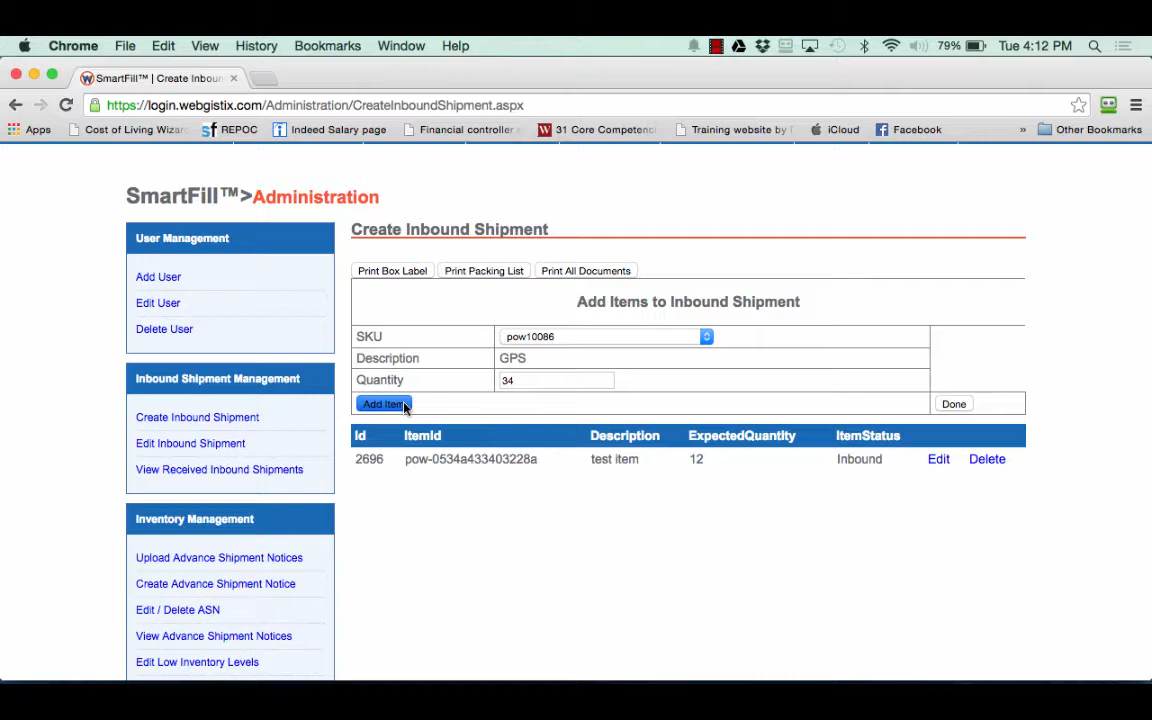 Chrome File Edit View History Bookmarks Window Help 79% Tue 4:12 PM
SmartFill™ | Create Inboun
https://login.webgistix.com/Administration/CreateInboundShipment.aspx
Apps Cost of Living Wiza REPOC Indeed Salary page Financial controller 31 Core Competenci Training website by iCloud Facebook » Other Bookmarks
SmartFill™>Administration
User Management
Add User
Edit User
Delete User
Inbound Shipment Management
Create Inbound Shipment
Edit Inbound Shipment
View Received Inbound Shipments
Inventory Management
Upload Advance Shipment Notices
Create Advance Shipment Notice
Edit / Delete ASN
View Advance Shipment Notices
Edit Low Inventory Levels
Create Inbound Shipment
Print Box Label Print Packing List Print All Documents
Add Items to Inbound Shipment
SKU pow10086
Description GPS
Quantity 34
Add Item Done
Id ItemId Description ExpectedQuantity ItemStatus
2696 pow-0534a433403228a test item 12 Inbound Edit Delete